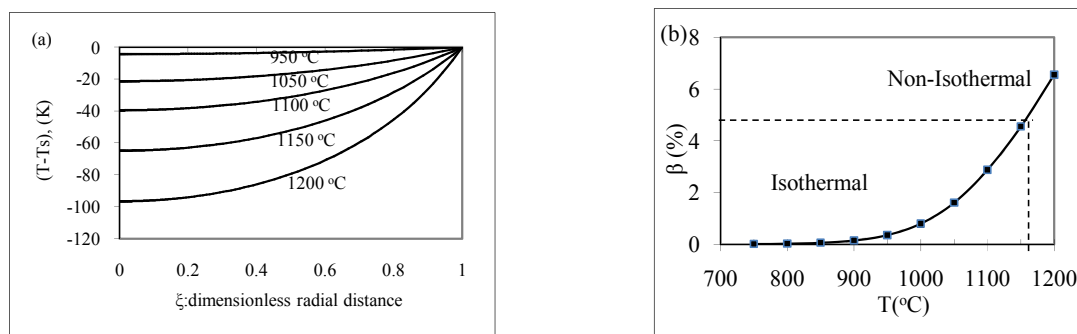 (a)
0
-20
-40
-60
-80
-100
-120
(T-Ts), (K)
950 °C
1050 °C
1100 °C
1150 °C
1200 °C
0 0.2 0.4 0.6 0.8 1
ξ:dimensionless radial distance
(b)
8
6
4
2
0
β (%)
Non-Isothermal
Isothermal
700 800 900 1000 1100 1200
T(°C)